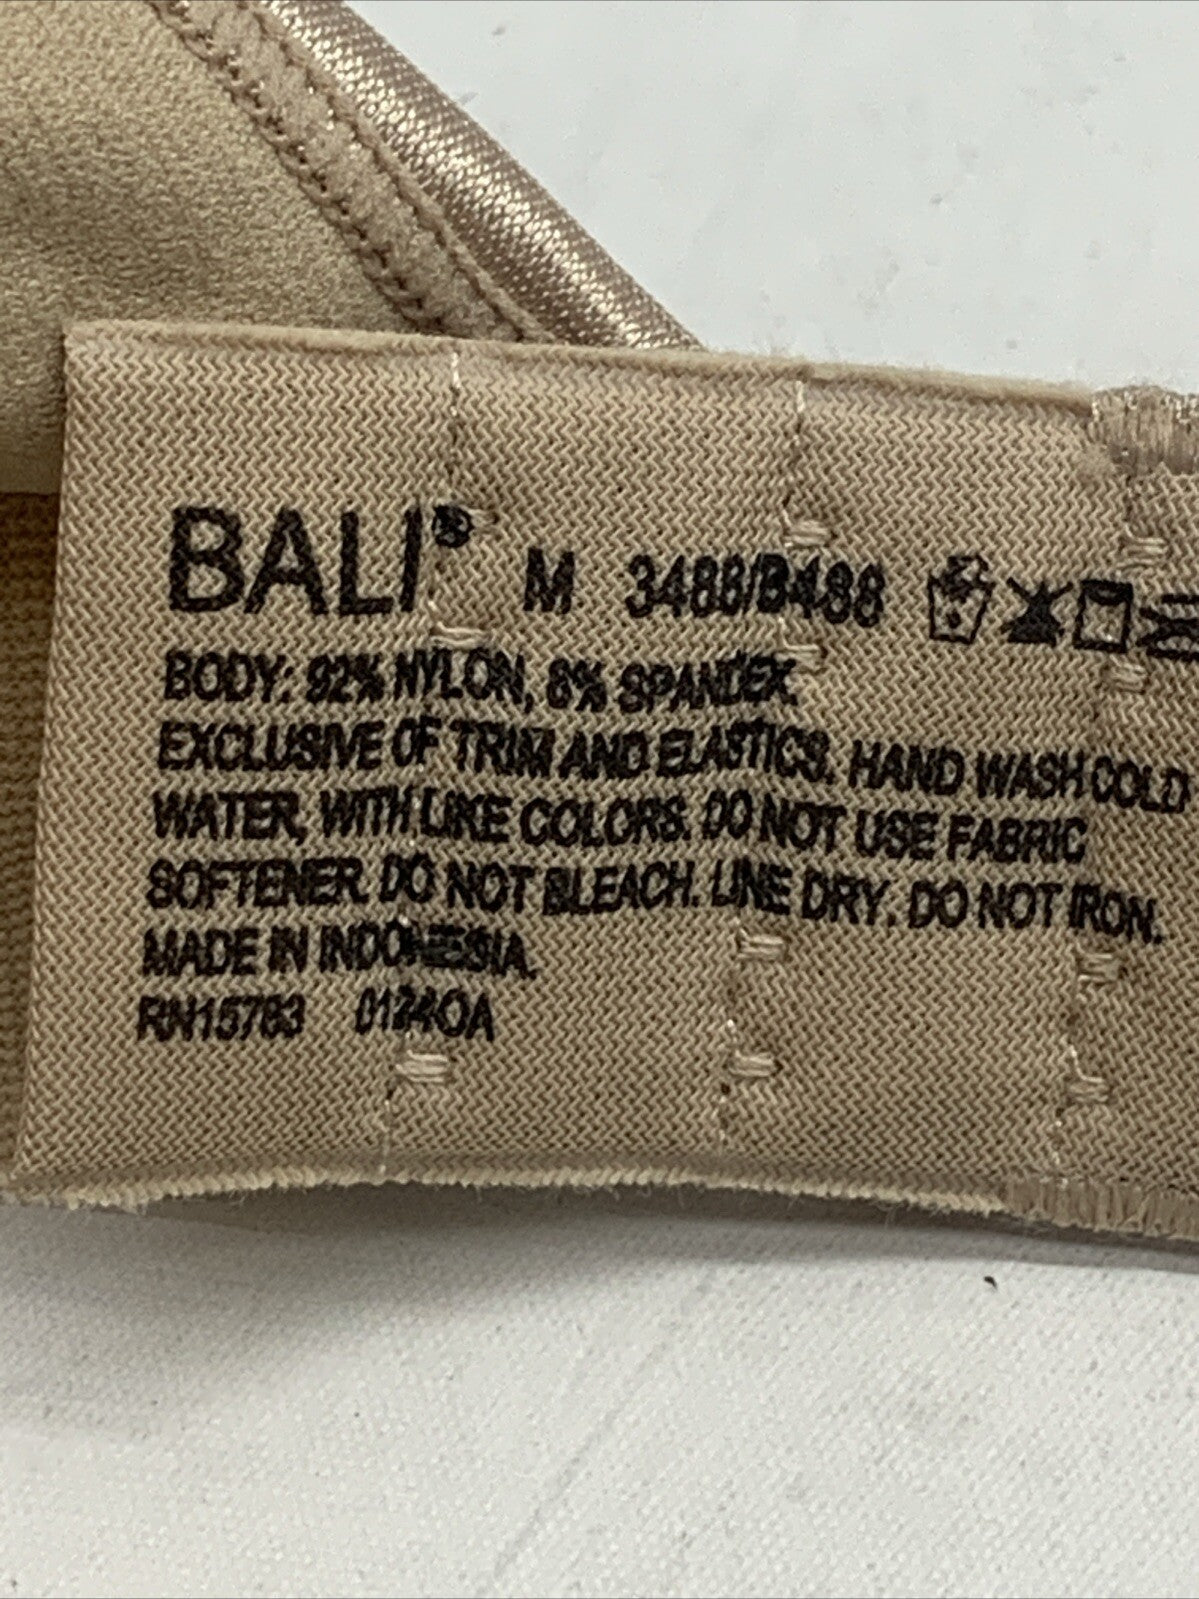 BALI® M 3488/B488
BODY: 92% NYLON, 8% SPANDEX.
EXCLUSIVE OF TRIM AND ELASTICS. HAND WASH COLD
WATER, WITH LIKE COLORS. DO NOT USE FABRIC
SOFTENER. DO NOT BLEACH. LINE DRY. DO NOT IRON.
MADE IN INDONESIA.
RN15763 0124OA